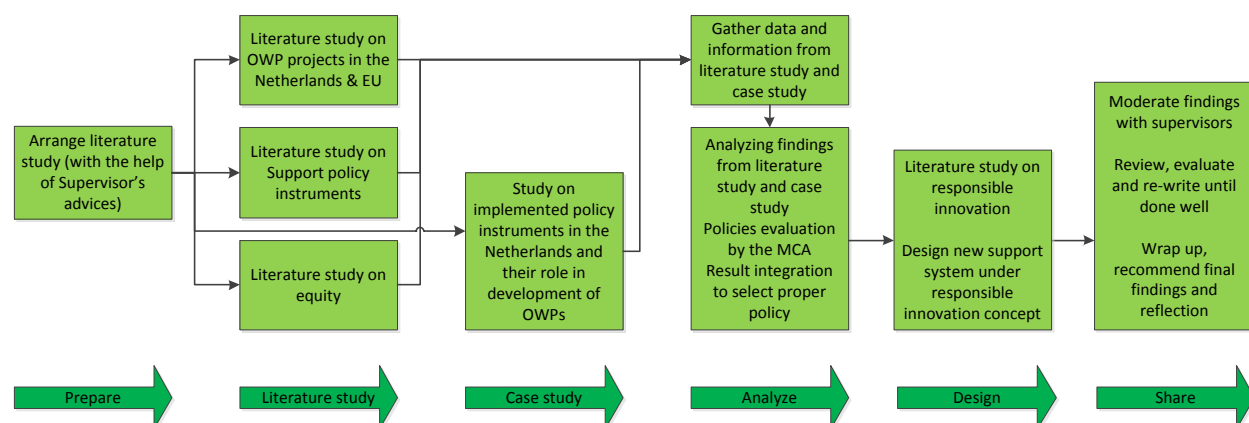 Arrange literature
study (with the help
of Supervisor's
advices)
Literature study on
OWP projects in the
Netherlands & EU
Literature study on
Support policy
instruments
Literature study on
equity
Study on
implemented policy
instruments in the
Netherlands and
their role in
development of
OWPs
Gather data and
information from
literature study and
case study
Analyzing findings
from literature
study and case
study
Policies evaluation
by the MCA
Result integration
to select proper
policy
Literature study on
responsible
innovation
Design new support
system under
responsible
innovation concept
Moderate findings
with supervisors
Review, evaluate
and re-write until
done well
Wrap up,
recommend final
findings and
reflection
Prepare
Literature study
Case study
Analyze
Design
Share